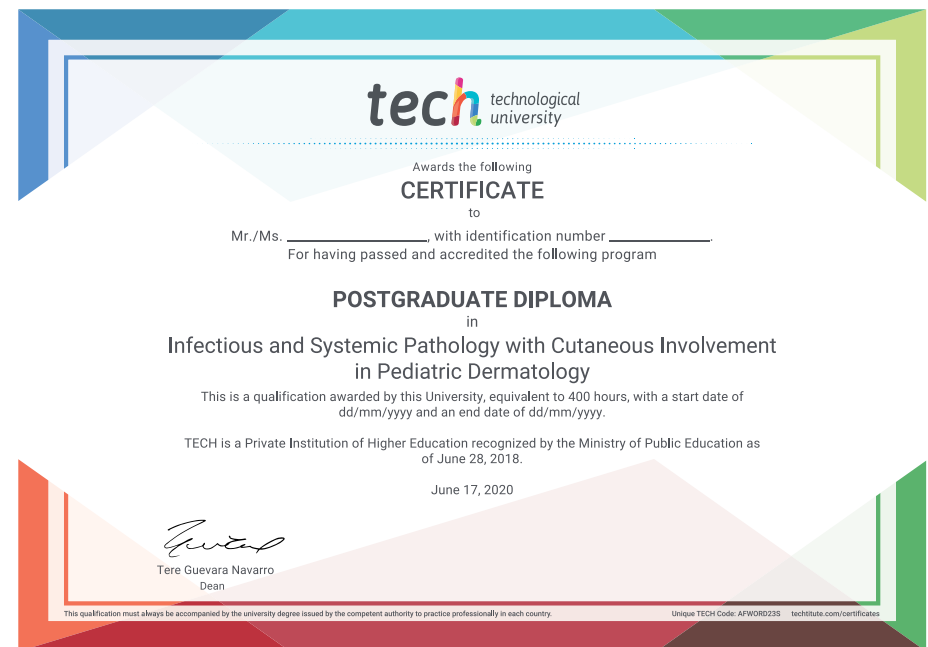 tech technological
university
Awards the following
CERTIFICATE
to
Mr./Ms. ____________, with identification number ____________.
For having passed and accredited the following program
POSTGRADUATE DIPLOMA
in
Infectious and Systemic Pathology with Cutaneous Involvement
in Pediatric Dermatology
This is a qualification awarded by this University, equivalent to 400 hours, with a start date of
dd/mm/yyyy and an end date of dd/mm/yyyy.
TECH is a Private Institution of Higher Education recognized by the Ministry of Public Education as
of June 28, 2018.
June 17, 2020
Tere Guevara Navarro
Dean
This qualification must always be accompanied by the university degree issued by the competent authority to practice professionally in each country. Unique TECH Code: AFWORD23S techtitute.com/certificates